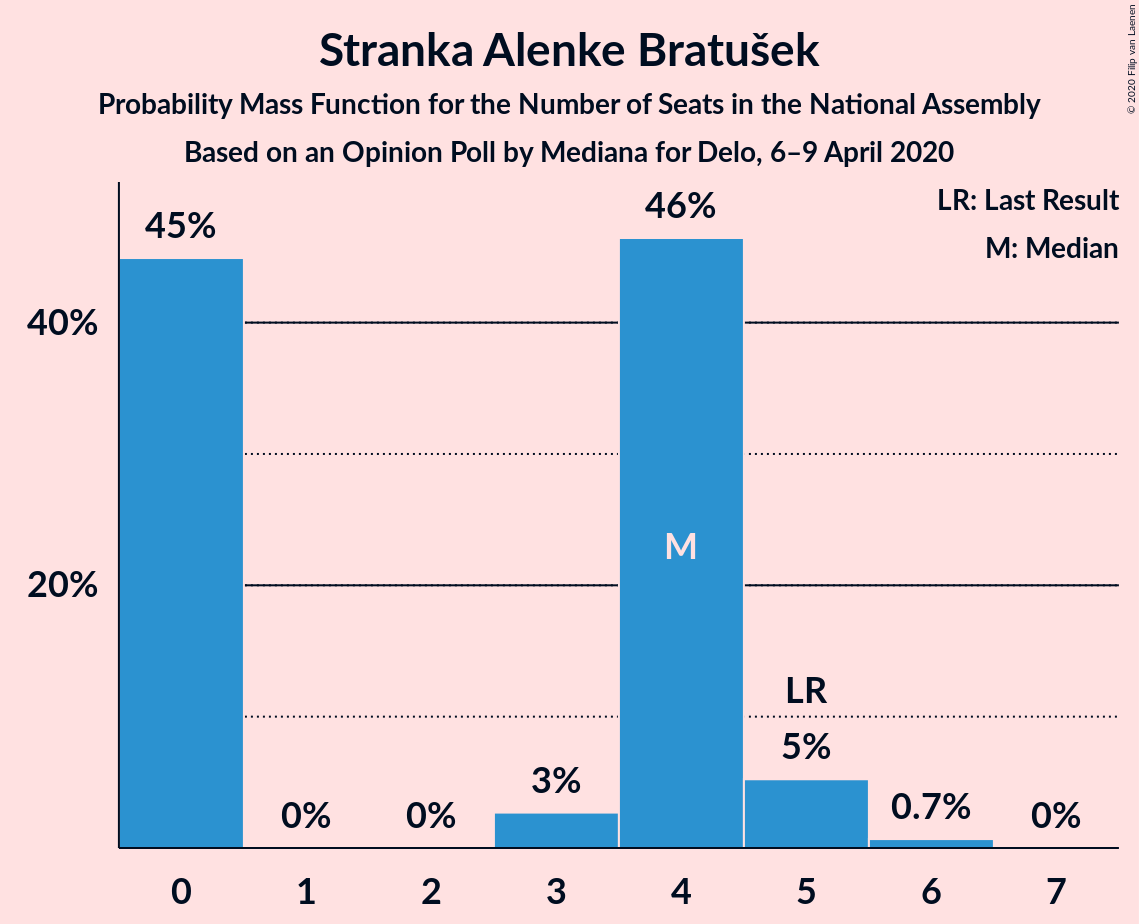 Stranka Alenke Bratušek
Probability Mass Function for the Number of Seats in the National Assembly
Based on an Opinion Poll by Mediana for Delo, 6–9 April 2020
© 2020 Filip van Laenen
LR: Last Result
M: Median
45%
46%
40%
M
20%
LR
5%
3%
0.7%
0%
0%
0%
0
1
2
3
4
5
6
7